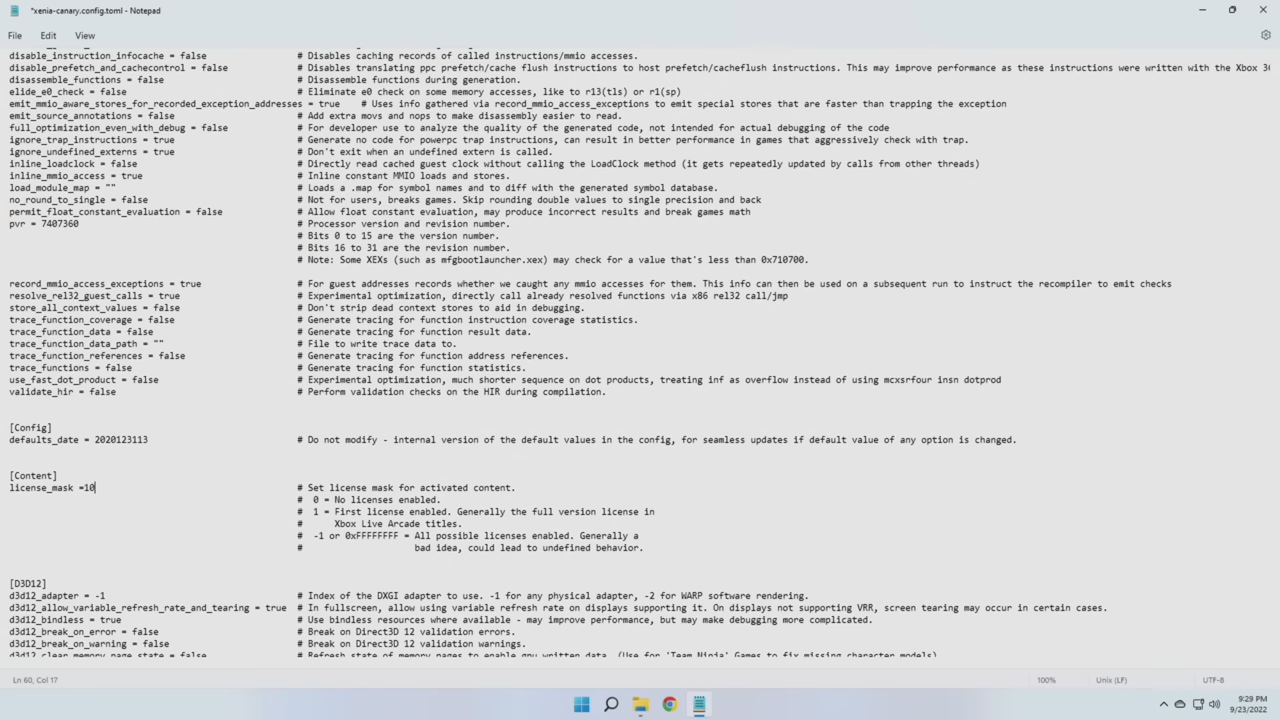 *xenia-canary.config.toml - Notepad
File Edit View
disable_instruction_infocache = false # Disables caching records of called instructions/mmio accesses.
disable_prefetch_and_cachecontrol = false # Disables translating ppc prefetch/cache flush instructions to host prefetch/cacheflush instructions. This may improve performance as these instructions were written with the Xbox
disassemble_functions = false # Disassemble functions during generation.
elide_e0_check = false # Eliminate e0 check on some memory accesses, like to r13(tls) or r1(sp)
emit_mmio_aware_stores_for_recorded_exception_addresses = true # Uses info gathered via record_mmio_access_exceptions to emit special stores that are faster than trapping the exception
emit_source_annotations = false # Add extra movs and nops to make disassembly easier to read.
full_optimization_even_with_debug = false # For developer use to analyze the quality of the generated code, not intended for actual debugging of the code
ignore_trap_instructions = true # Generate no code for powerpc trap instructions, can result in better performance in games that aggressively check with trap.
ignore_undefined_externs = true # Don't exit when an undefined extern is called.
inline_loadclock = false # Directly read cached guest clock without calling the LoadClock method (it gets repeatedly updated by calls from other threads)
inline_mmio_access = true # Inline constant MMIO loads and stores.
load_module_map = "" # Loads a .map for symbol names and to diff with the generated symbol database.
no_round_to_single = false # Not for users, breaks games. Skip rounding double values to single precision and back
permit_float_constant_evaluation = false # Allow float constant evaluation, may produce incorrect results and break games math
pvr = 7407360 # Processor version and revision number.
# Bits 0 to 15 are the version number.
# Bits 16 to 31 are the revision number.
# Note: Some XEXs (such as mfgbootlauncher.xex) may check for a value that's less than 0x710700.
record_mmio_access_exceptions = true # For guest addresses records whether we caught any mmio accesses for them. This info can then be used on a subsequent run to instruct the recompiler to emit checks
resolve_rel32_guest_calls = true # Experimental optimization, directly call already resolved functions via x86 rel32 call/jmp
store_all_context_values = false # Don't strip dead context stores to aid in debugging.
trace_function_coverage = false # Generate tracing for function instruction coverage statistics.
trace_function_data = false # Generate tracing for function result data.
trace_function_data_path = "" # File to write trace data to.
trace_function_references = false # Generate tracing for function address references.
trace_functions = false # Generate tracing for function statistics.
use_fast_dot_product = false # Experimental optimization, much shorter sequence on dot products, treating inf as overflow instead of using mcxsrfour insn dotprod
validate_hir = false # Perform validation checks on the HIR during compilation.
[Config]
defaults_date = 2020123113 # Do not modify - internal version of the default values in the config, for seamless updates if default value of any option is changed.
[Content]
license_mask =10 # Set license mask for activated content.
# 0 = No licenses enabled.
# 1 = First license enabled. Generally the full version license in
# Xbox Live Arcade titles.
# -1 or 0xFFFFFFFF = All possible licenses enabled. Generally a
# bad idea, could lead to undefined behavior.
[D3D12]
d3d12_adapter = -1 # Index of the DXGI adapter to use. -1 for any physical adapter, -2 for WARP software rendering.
d3d12_allow_variable_refresh_rate_and_tearing = true # In fullscreen, allow using variable refresh rate on displays supporting it. On displays not supporting VRR, screen tearing may occur in certain cases.
d3d12_bindless = true # Use bindless resources where available - may improve performance, but may make debugging more complicated.
d3d12_break_on_error = false # Break on Direct3D 12 validation errors.
d3d12_break_on_warning = false # Break on Direct3D 12 validation warnings.
d3d12_clear_memory_page_state = false # Refresh state of memory pages to enable gpu written data. (Use for 'Team Ninja' Games to fix missing character models)
Ln 60, Col 17 100% Unix (LF) UTF-8
9:29 PM
9/23/2022